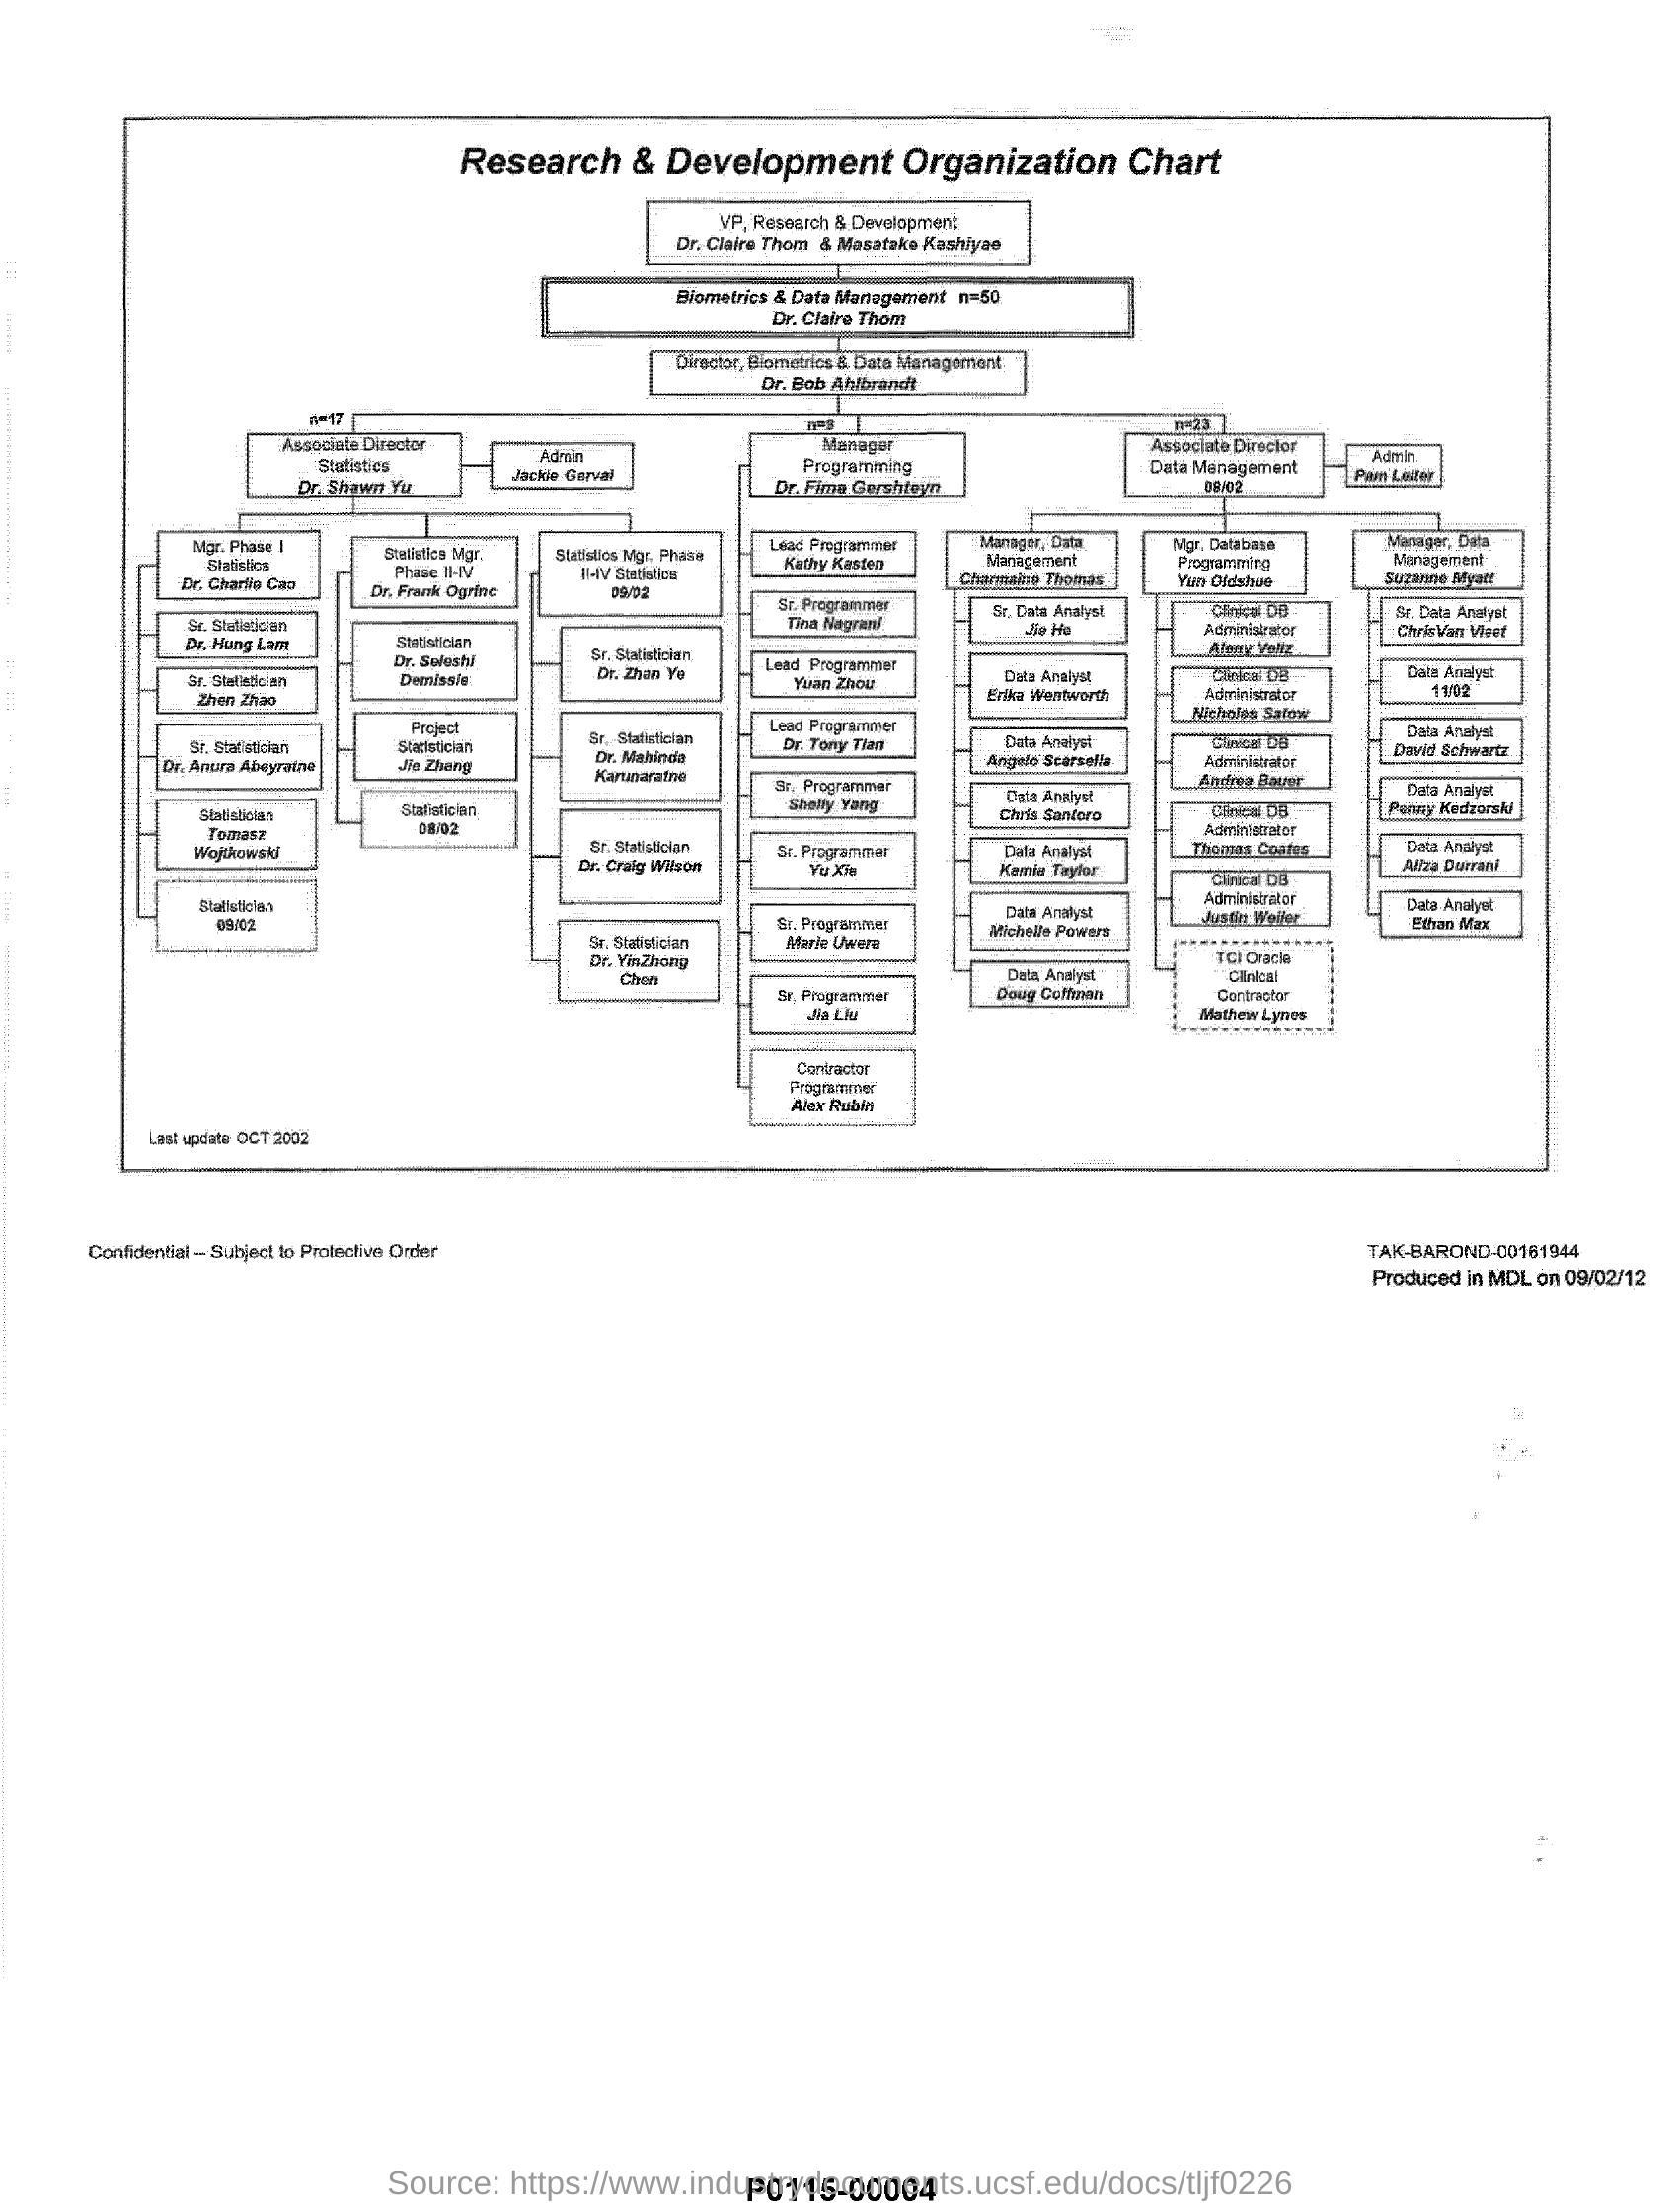 Research & Development Organization Chart
VP, Research & Development
Dr. Claire Thom & Masatake Kashiyae
Biometrics & Data Management n=50
Dr. Claire Thom
Director, Biometrics & Data Management
Dr. Bob Ahlbrandt
n=17
Associate Director
Statistics
Dr. Shawn Yu
Admin
Jackie Gerval
Manager
Programming
Dr. Fima Gershteyn
n=23
Associate Director
Data Management
08/02
Admin
Pam Leiter
Mgr. Phase I
Statistics
Dr. Charlie Cao
Sr. Statistician
Dr. Hung Lam
Sr. Statistician
Zhen Zhao
Sr. Statistician
Dr. Anura Abeyratne
Statistician
Tomasz
Wojtkowski
Statistician
09/02
Statistics Mgr.
Phase II-IV
Dr. Frank Ogrinc
Statistician
Dr. Seleshi
Demissie
Project
Statistician
Jie Zhang
Statistician
08/02
Statistics Mgr. Phase
II-IV Statistics
09/02
Sr. Statistician
Dr. Zhan Ye
Sr. Statistician
Dr. Mahinda
Karunaratne
Sr. Statistician
Dr. Craig Wilson
Sr. Statistician
Dr. YinZhong
Chen
Lead Programmer
Kathy Kasten
Sr. Programmer
Tina Nagrani
Lead Programmer
Yuan Zhou
Lead Programmer
Dr. Tony Tian
Sr. Programmer
Shelly Yang
Sr. Programmer
Yu Xie
Sr. Programmer
Marie Uwera
Sr. Programmer
Jia Liu
Contractor
Programmer
Alex Rubin
Manager, Data
Management
Charmaine Thomas
Sr. Data Analyst
Jie He
Data Analyst
Erika Wentworth
Data Analyst
Angelo Scarsella
Data Analyst
Chris Santoro
Data Analyst
Kamia Taylor
Data Analyst
Michelle Powers
Data Analyst
Doug Coffman
Mgr, Database
Programming
Yun Oldshue
Clinical DB
Administrator
Veliz
Clinical DB
Administrator
Nicholas Satow
Clinical DB
Administrator
Andrea Bauer
Clinical DB
Administrator
Thomas Coates
Clinical DB
Administrator
Justin Weiler
TCI Oracle
Clinical
Contractor
Mathew Lynes
Manager, Data
Management
Suzanne Myatt
Sr. Data Analyst
ChrisVan Vleet
Data Analyst
11/02
Data Analyst
David Schwartz
Data Analyst
Penny Kedzorski
Data Analyst
Aliza Durrani
Data Analyst
Ethan Max
Last update OCT 2002
Confidential – Subject to Protective Order
TAK-BAROND-00161944
Produced in MDL on 09/02/12
P0115-00064
Source: https://www.industrydocuments.ucsf.edu/docs/tljf0226